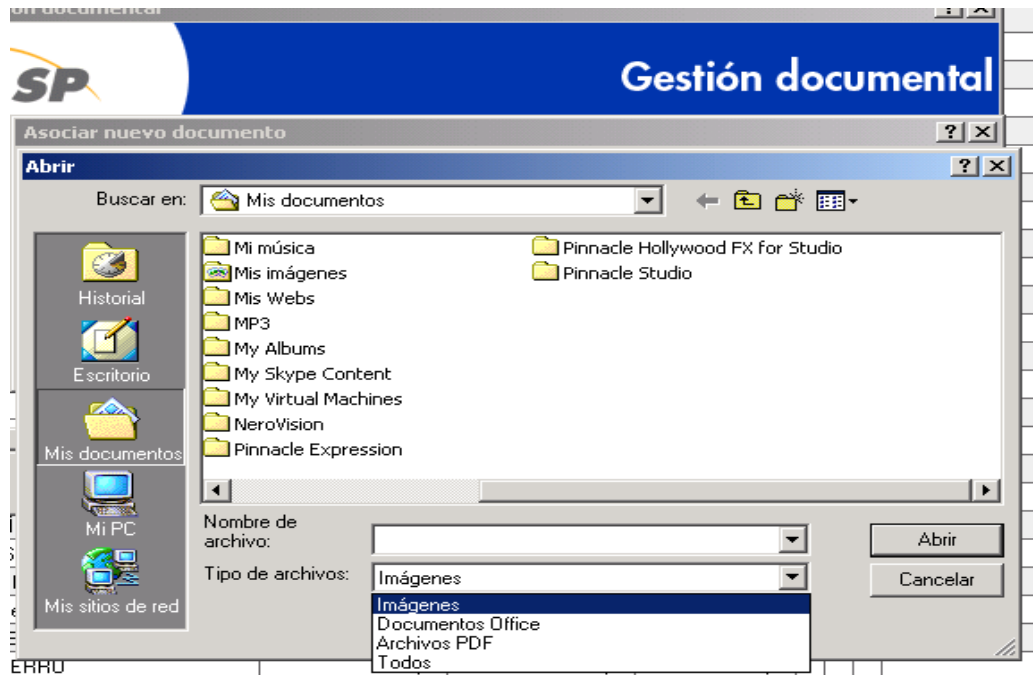 ón documental
SP
Gestión documental
Asociar nuevo documento
Abrir
Buscar en:
Mis documentos
Mi música
Mis imágenes
Mis Webs
MP3
My Albums
My Skype Content
My Virtual Machines
NeroVision
Pinnacle Expression
Pinnacle Hollywood FX for Studio
Pinnacle Studio
Historial
Escritorio
Mis documentos
Mi PC
Mis sitios de red
Nombre de
archivo:
Abrir
Tipo de archivos:
Imágenes
Cancelar
Imágenes
Documentos Office
Archivos PDF
Todos